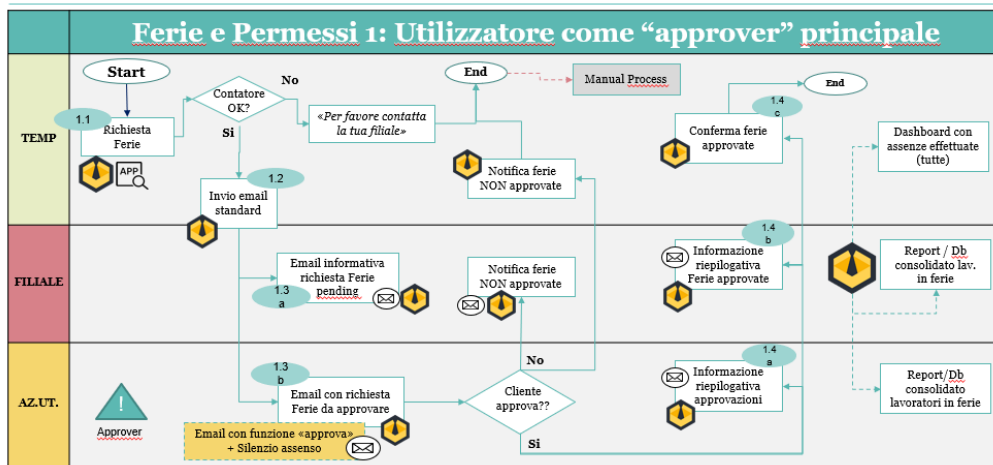 Ferie e Permessi 1: Utilizzatore come “approver” principale
TEMP
Start
1.1
Richiesta
Ferie
APP
Contatore
OK?
No
Si
«Per favore contatta
la tua filiale»
End
Manual Process
1.2
Invio email
standard
Notifica ferie
NON approvate
1.4
c
Conferma ferie
approvate
End
Dashboard con
assenze effettuate
(tutte)
FILIALE
Email informativa
richiesta Ferie
pending
1.3
a
Notifica ferie
NON approvate
1.4
b
Informazione
riepilogativa
Ferie approvate
Report / Db
consolidato lav.
in ferie
AZ.UT.
!
Approver
1.3
b
Email con richiesta
Ferie da approvare
Email con funzione «approva»
+ Silenzio assenso
No
Cliente
approva??
Si
1.4
a
Informazione
riepilogativa
approvazioni
Report/Db
consolidato
lavoratori in ferie